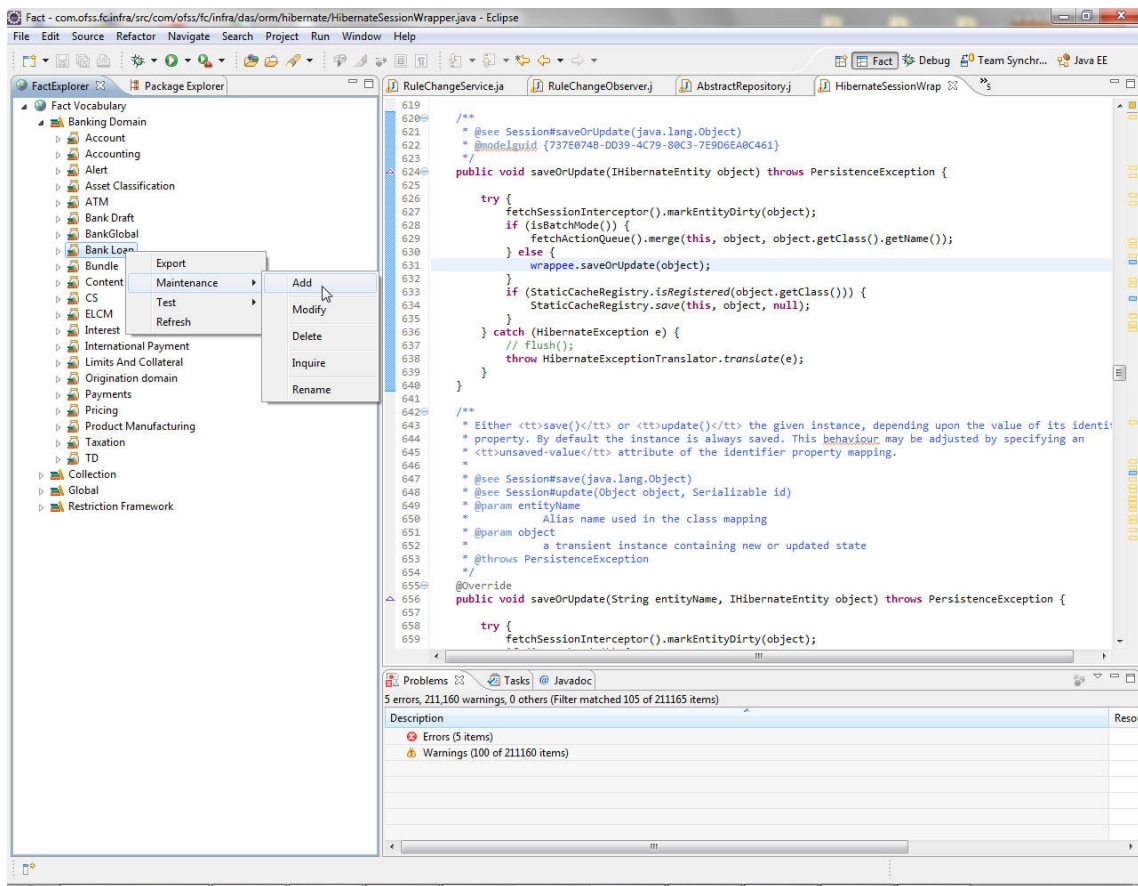 Fact - com.ofss.fc.infra/src/com/ofss/fc/infra/das/orm/hibernate/HibernateSessionWrapper.java - Eclipse
File Edit Source Refactor Navigate Search Project Run Window Help
Fact Debug Team Synchr... Java EE
FactExplorer Package Explorer
RuleChangeService.ja RuleChangeObserver.j AbstractRepository.j HibernateSessionWrap »5
Fact Vocabulary
Banking Domain
Account
Accounting
Alert
Asset Classification
ATM
Bank Draft
BankGlobal
Bank Loan
Bundle
Content
CS
ELCM
Interest
International Payment
Limits And Collateral
Origination domain
Payments
Pricing
Product Manufacturing
Taxation
TD
Collection
Global
Restriction Framework
Export
Maintenance
Test
Refresh
Add
Modify
Delete
Inquire
Rename
619
620 /**
621 * @see Session#saveOrUpdate(java.lang.Object)
622 * @modelguid {737E074B-DD39-4C79-80C3-7E9D6EA0C461}
623 */
624 public void saveOrUpdate(IHibernateEntity object) throws PersistenceException {
625
626 try {
627 fetchSessionInterceptor().markEntityDirty(object);
628 if (isBatchMode()) {
629 fetchActionQueue().merge(this, object, object.getClass().getName());
630 } else {
631 wrappee.saveOrUpdate(object);
632 }
633 if (StaticCacheRegistry.isRegistered(object.getClass())) {
634 StaticCacheRegistry.save(this, object, null);
635 }
636 } catch (HibernateException e) {
637 // flush();
638 throw HibernateExceptionTranslator.translate(e);
639 }
640 }
641
642 /**
643 * Either <tt>save()</tt> or <tt>update()</tt> the given instance, depending upon the value of its identi
644 * property. By default the instance is always saved. This behaviour may be adjusted by specifying an
645 * <tt>unsaved-value</tt> attribute of the identifier property mapping.
646 *
647 * @see Session#save(java.lang.Object)
648 * @see Session#update(Object object, Serializable id)
649 * @param entityName
650 * Alias name used in the class mapping
651 * @param object
652 * a transient instance containing new or updated state
653 * @throws PersistenceException
654 */
655 @Override
656 public void saveOrUpdate(String entityName, IHibernateEntity object) throws PersistenceException {
657
658 try {
659 fetchSessionInterceptor().markEntityDirty(object);
Problems Tasks @ Javadoc
5 errors, 211,160 warnings, 0 others (Filter matched 105 of 211165 items)
Description Reso
Errors (5 items)
Warnings (100 of 211160 items)